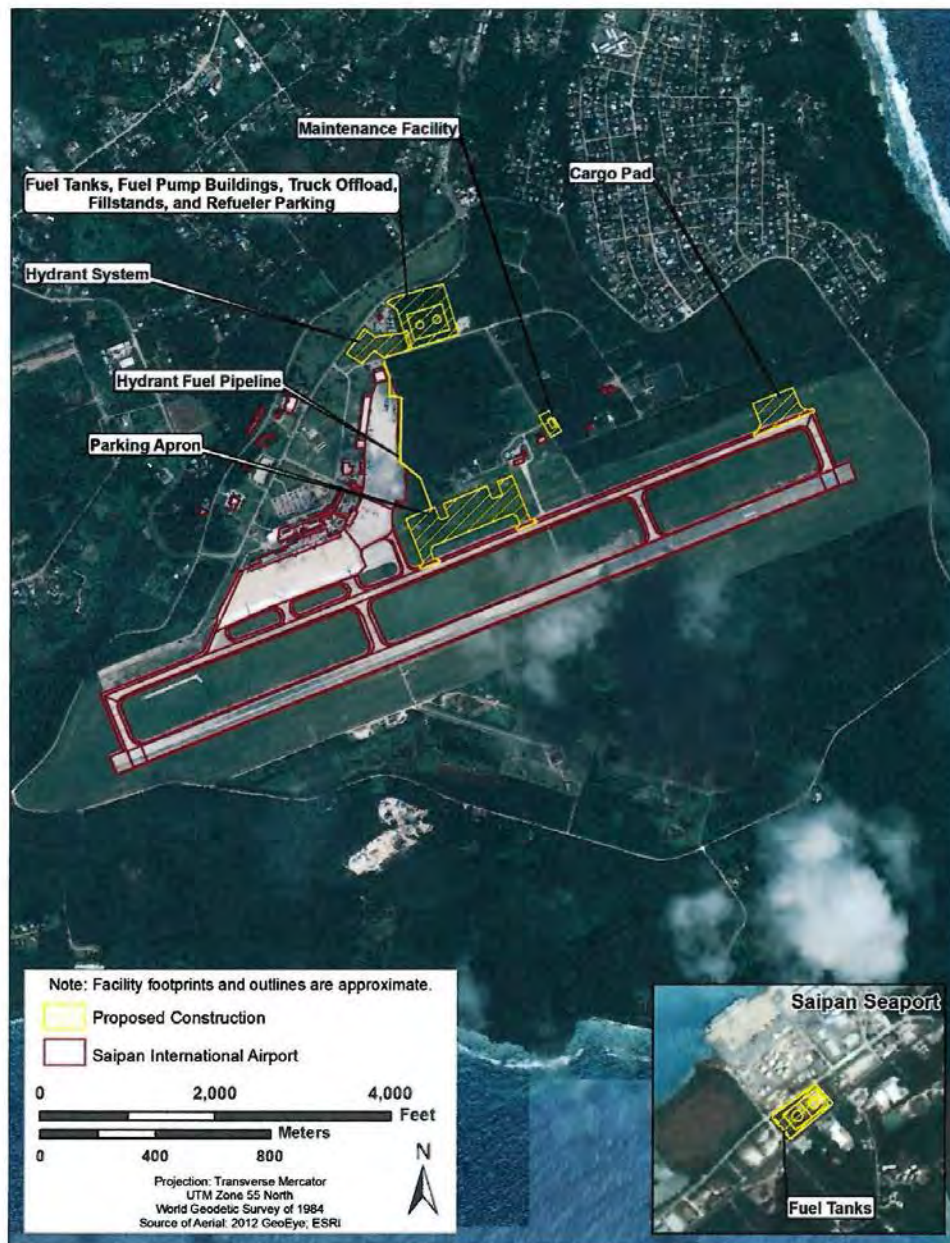 Maintenance Facility
Cargo Pad
Fuel Tanks, Fuel Pump Buildings, Truck Offload,
Fillstands, and Refueler Parking
Hydrant System
Hydrant Fuel Pipeline
Parking Apron
Note: Facility footprints and outlines are approximate.
Proposed Construction
Saipan International Airport
0 2,000 4,000
Feet
Meters
0 400 800
N
Projection: Transverse Mercator
UTM Zone 55 North
World Geodetic Survey of 1984
Source of Aerial: 2012 GeoEye; ESRI
Saipan Seaport
Fuel Tanks